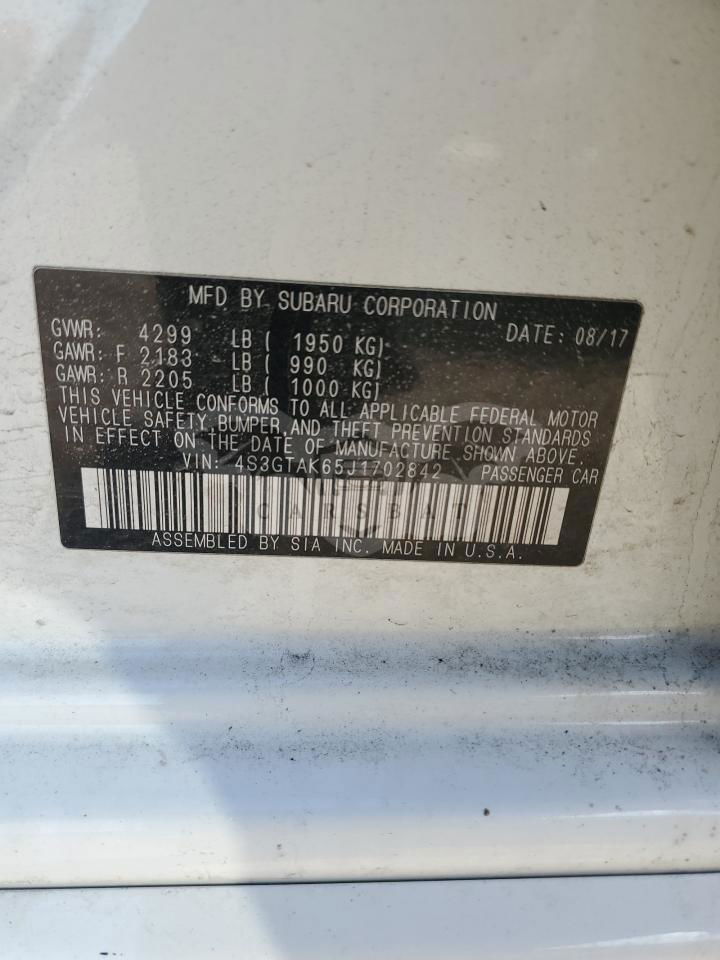 MFD BY SUBARU CORPORATION
GVWR: 4299 LB ( 1950 KG) DATE: 08/17
GAWR: F 2183 LB ( 990 KG)
GAWR: R 2205 LB ( 1000 KG)
THIS VEHICLE CONFORMS TO ALL APPLICABLE FEDERAL MOTOR
VEHICLE SAFETY, BUMPER, AND THEFT PREVENTION STANDARDS
IN EFFECT ON THE DATE OF MANUFACTURE SHOWN ABOVE.
VIN: 4S3GTAK65J1702842 PASSENGER CAR
CARSBAT
ASSEMBLED BY SIA INC. MADE IN U.S.A.